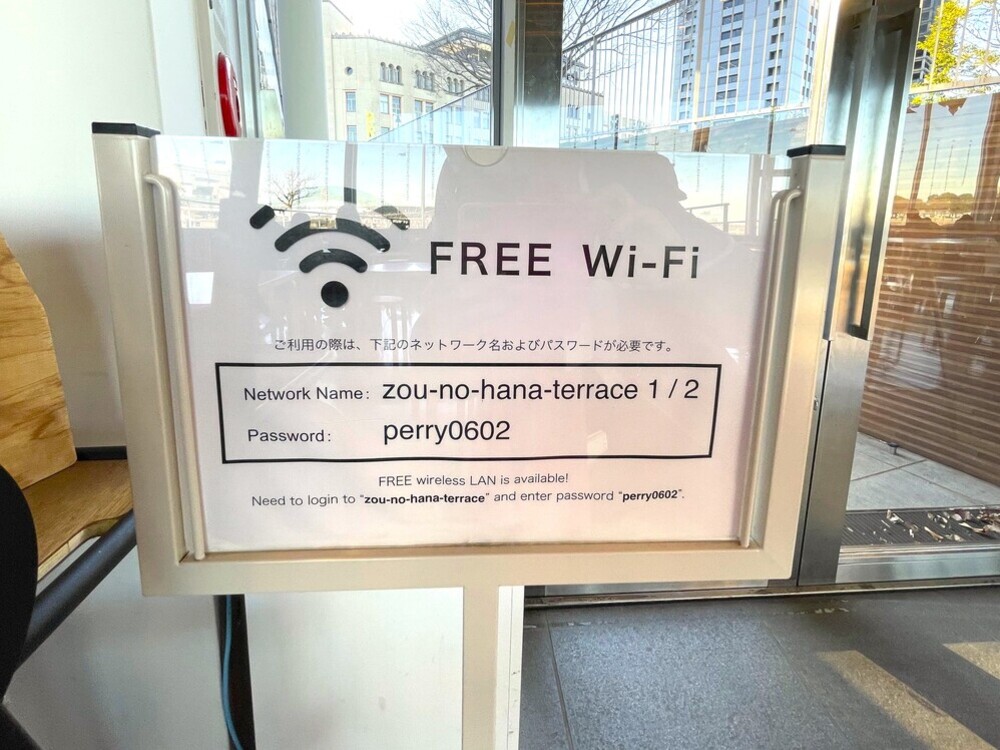 FREE Wi-Fi
ご利用の際は、下記のネットワーク名およびパスワードが必要です。
Network Name: zou-no-hana-terrace 1 / 2
Password: perry0602
FREE wireless LAN is available!
Need to login to “zou-no-hana-terrace” and enter password “perry0602”.